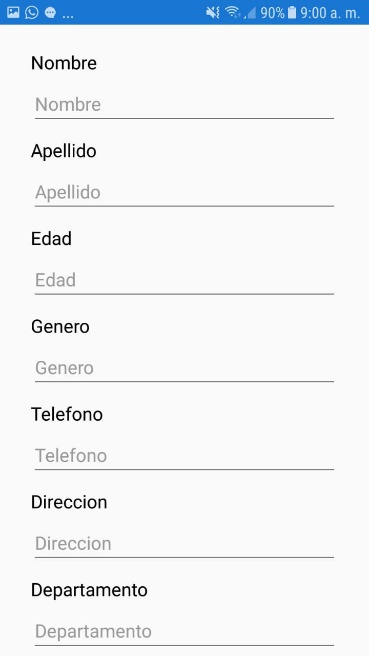 ... 90% 9:00 a. m.
Nombre
Nombre
Apellido
Apellido
Edad
Edad
Genero
Genero
Telefono
Telefono
Direccion
Direccion
Departamento
Departamento